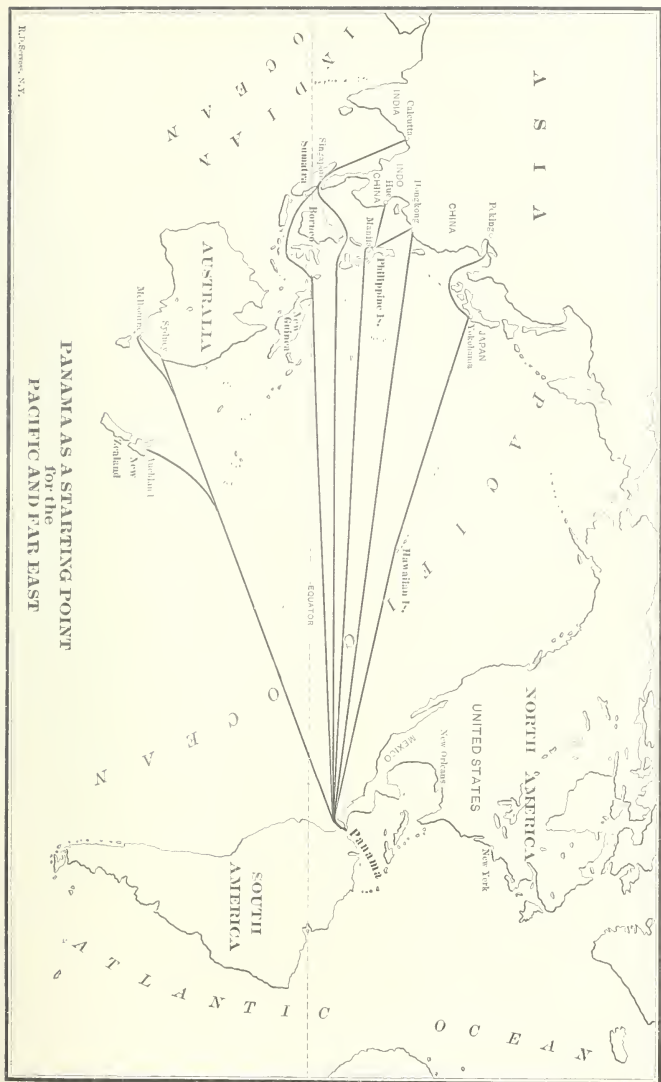 PANAMA AS A STARTING POINT
for the
PACIFIC AND FAR EAST
ASIA
NORTH AMERICA
UNITED STATES
MEXICO
New Orleans
New York
Panama
SOUTH
AMERICA
ATLANTIC OCEAN
PACIFIC
OCEAN
EQUATOR
Hawaiian Is.
JAPAN
Yokohama
Peking
CHINA
Hongkong
INDO
CHINA
Hue
Calcutta
INDIA
Manila
Philippine Is.
Singapore
Sumatra
Borneo
New
Guinea
AUSTRALIA
Sydney
Melbourne
Auckland
New
Zealand
INDIAN
OCEAN